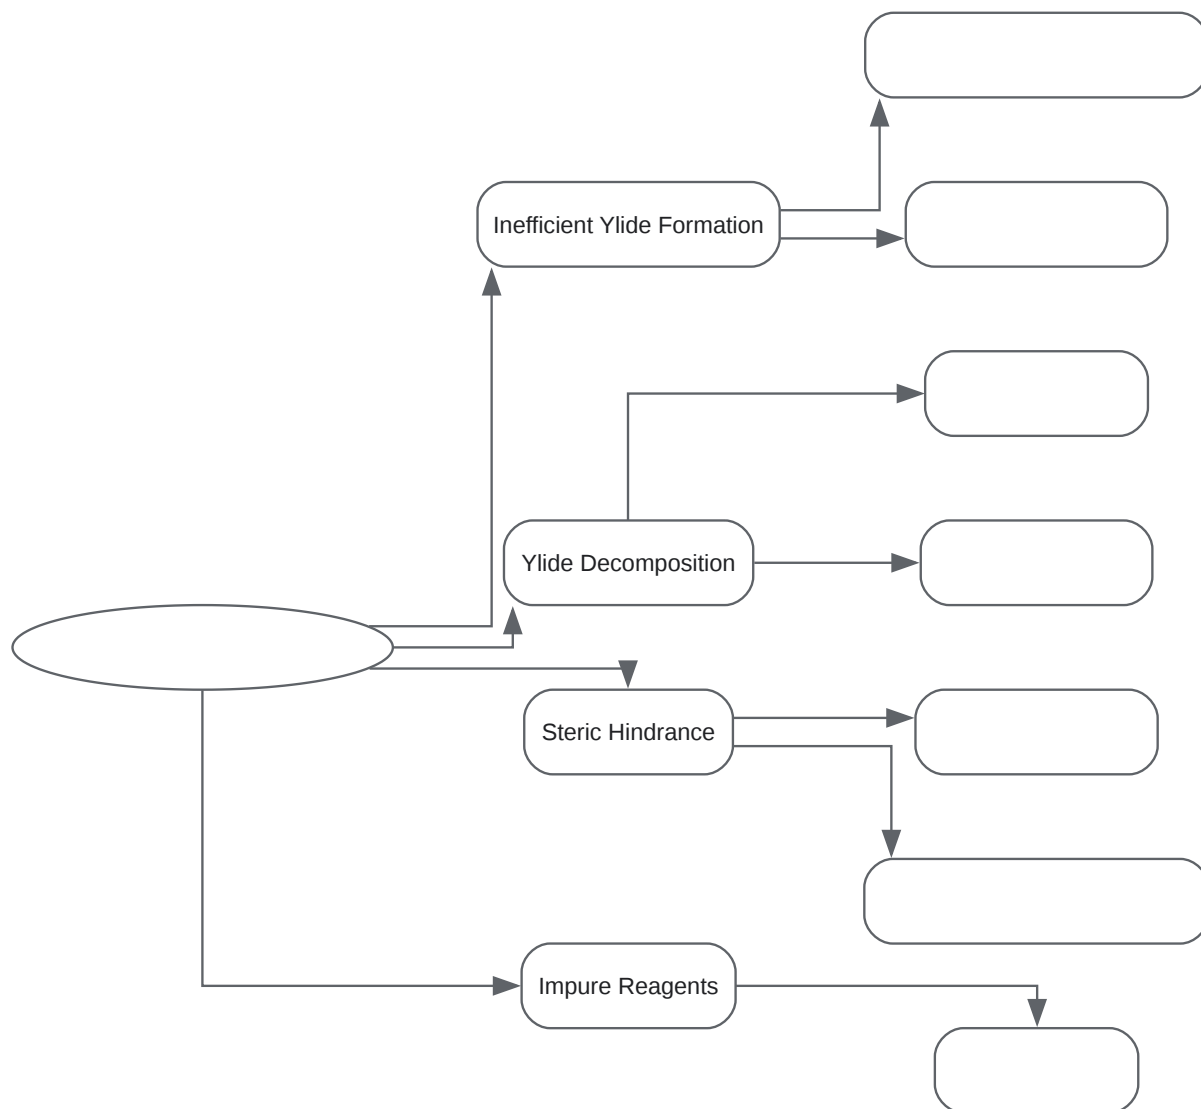 Inefficient Ylide Formation
Ylide Decomposition
Steric Hindrance
Impure Reagents